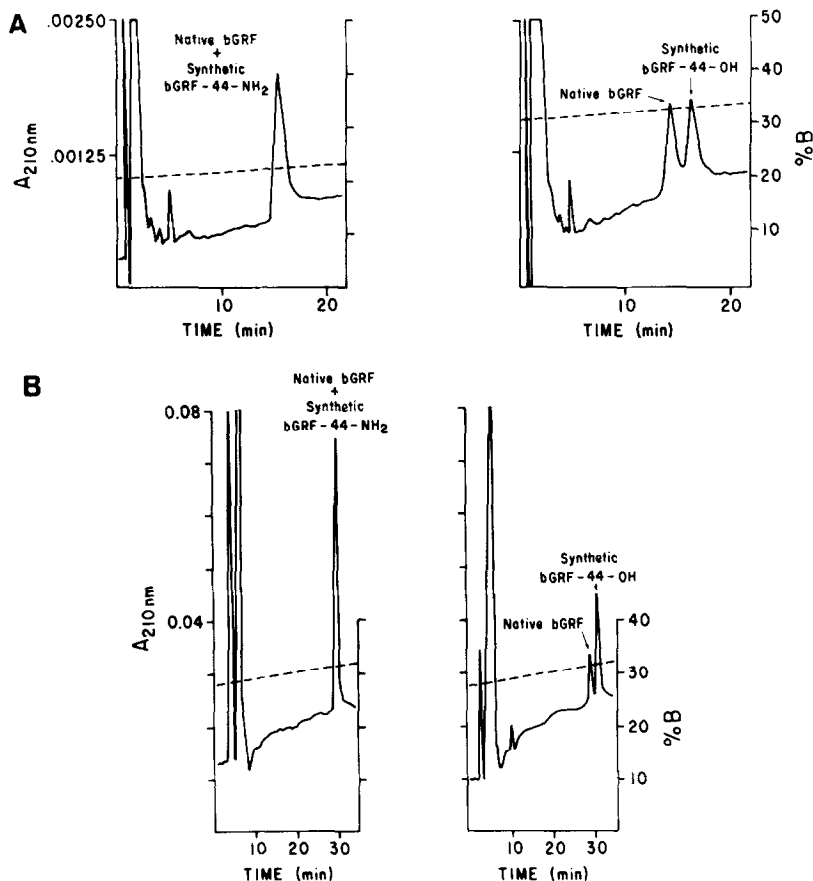 A
.00250
.00125
A210nm
Native bGRF
+
Synthetic
bGRF-44-NH2
10
20
TIME (min)
Synthetic
bGRF-44-OH
Native bGRF
50
40
30
20
10
%B
10
20
TIME (min)
B
0.08
0.04
A210nm
Native bGRF
+
Synthetic
bGRF-44-NH2
10
20
30
TIME (min)
Synthetic
bGRF-44-OH
Native bGRF
40
30
20
10
%B
10
20
30
TIME (min)